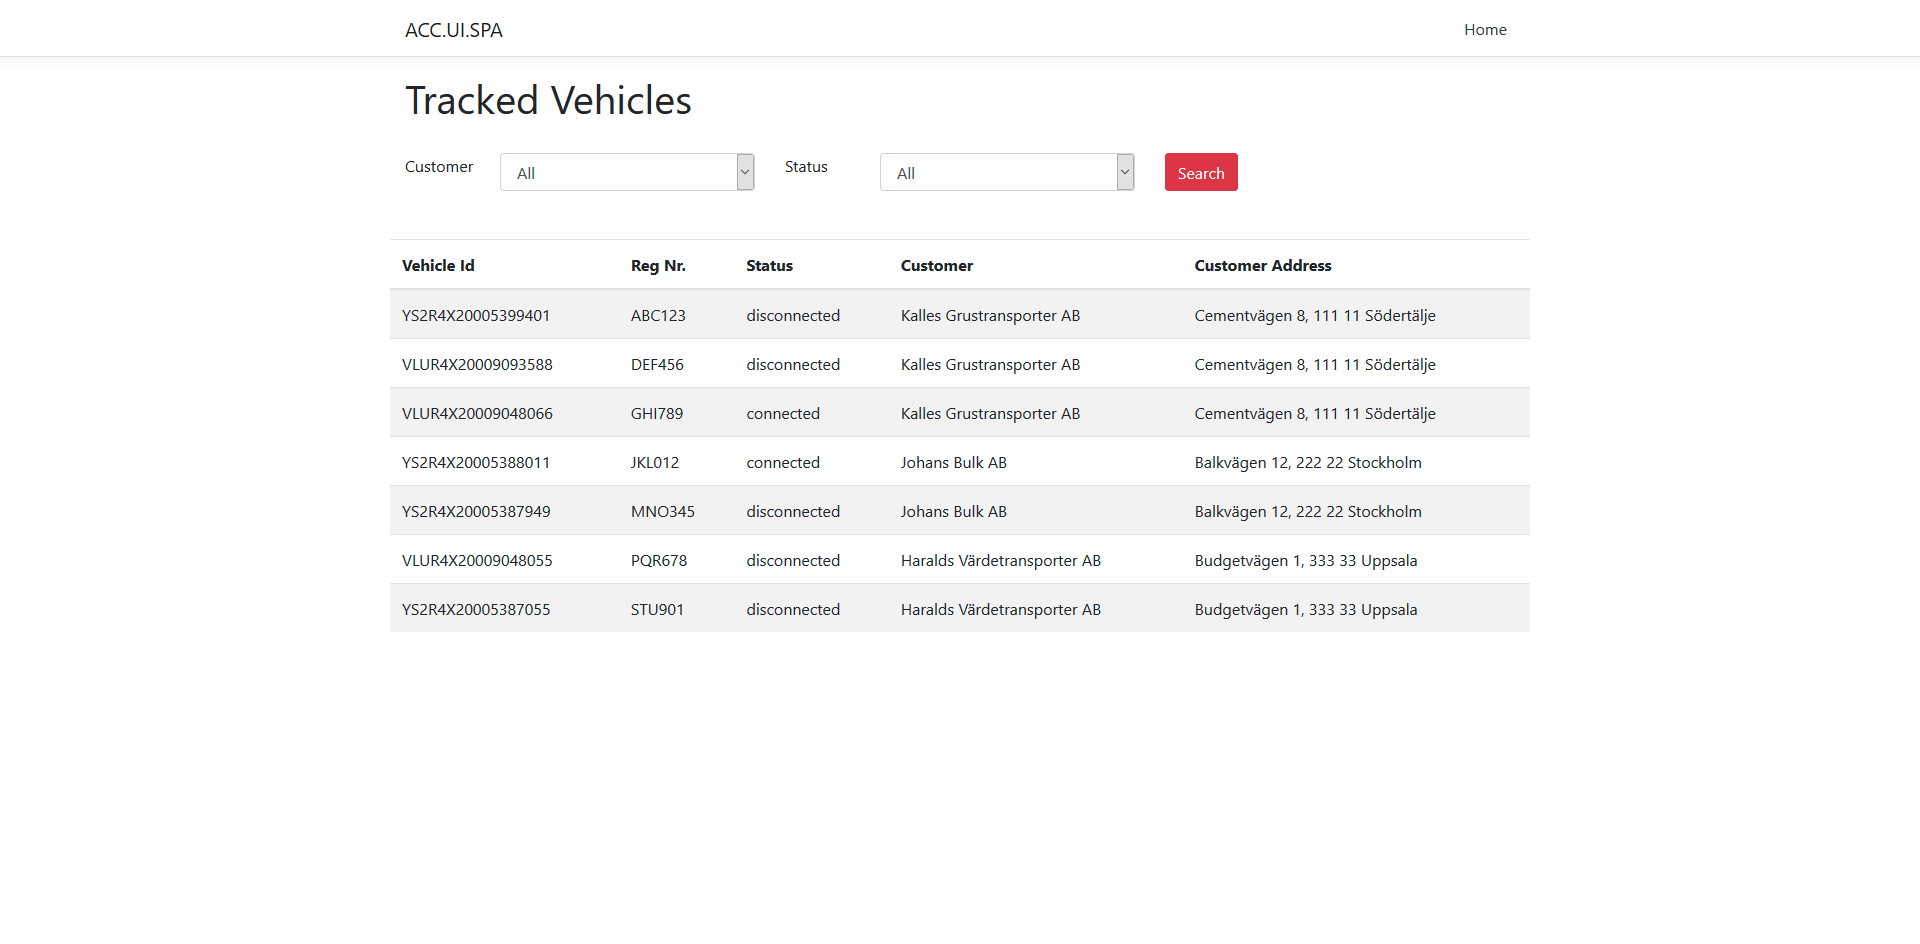 ACC.UI.SPA Home
Tracked Vehicles
Customer All Status All Search
Vehicle Id Reg Nr. Status Customer Customer Address
YS2R4X20005399401 ABC123 disconnected Kalles Grustransporter AB Cementvägen 8, 111 11 Södertälje
VLUR4X20009093588 DEF456 disconnected Kalles Grustransporter AB Cementvägen 8, 111 11 Södertälje
VLUR4X20009048066 GHI789 connected Kalles Grustransporter AB Cementvägen 8, 111 11 Södertälje
YS2R4X20005388011 JKL012 connected Johans Bulk AB Balkvägen 12, 222 22 Stockholm
YS2R4X20005387949 MNO345 disconnected Johans Bulk AB Balkvägen 12, 222 22 Stockholm
VLUR4X20009048055 PQR678 disconnected Haralds Värdetransporter AB Budgetvägen 1, 333 33 Uppsala
YS2R4X20005387055 STU901 disconnected Haralds Värdetransporter AB Budgetvägen 1, 333 33 Uppsala